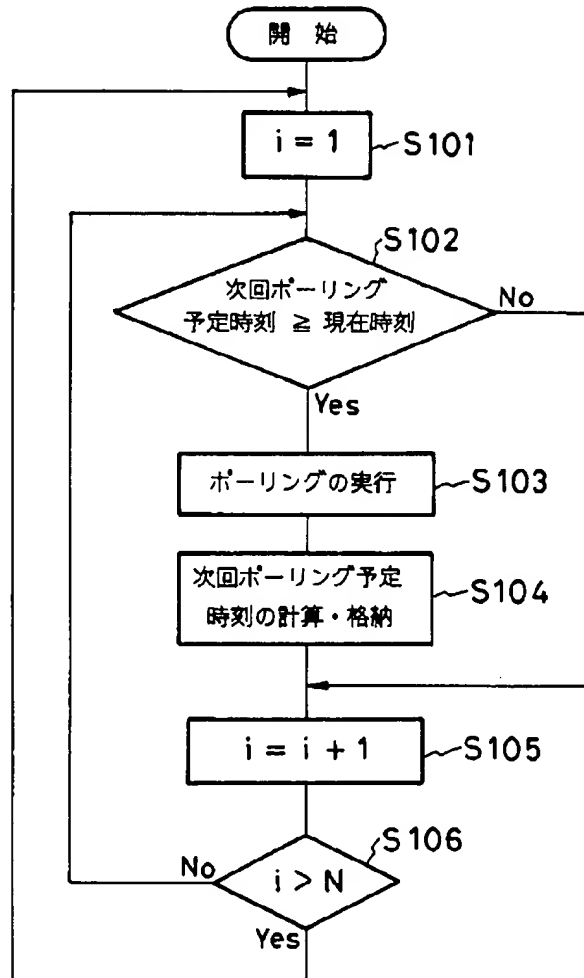 開始
i = 1
S101
S102
次回ポーリング
予定時刻 ≧ 現在時刻
No
Yes
ポーリングの実行
S103
次回ポーリング予定
時刻の計算・格納
S104
i = i + 1
S105
S106
No
i > N
Yes